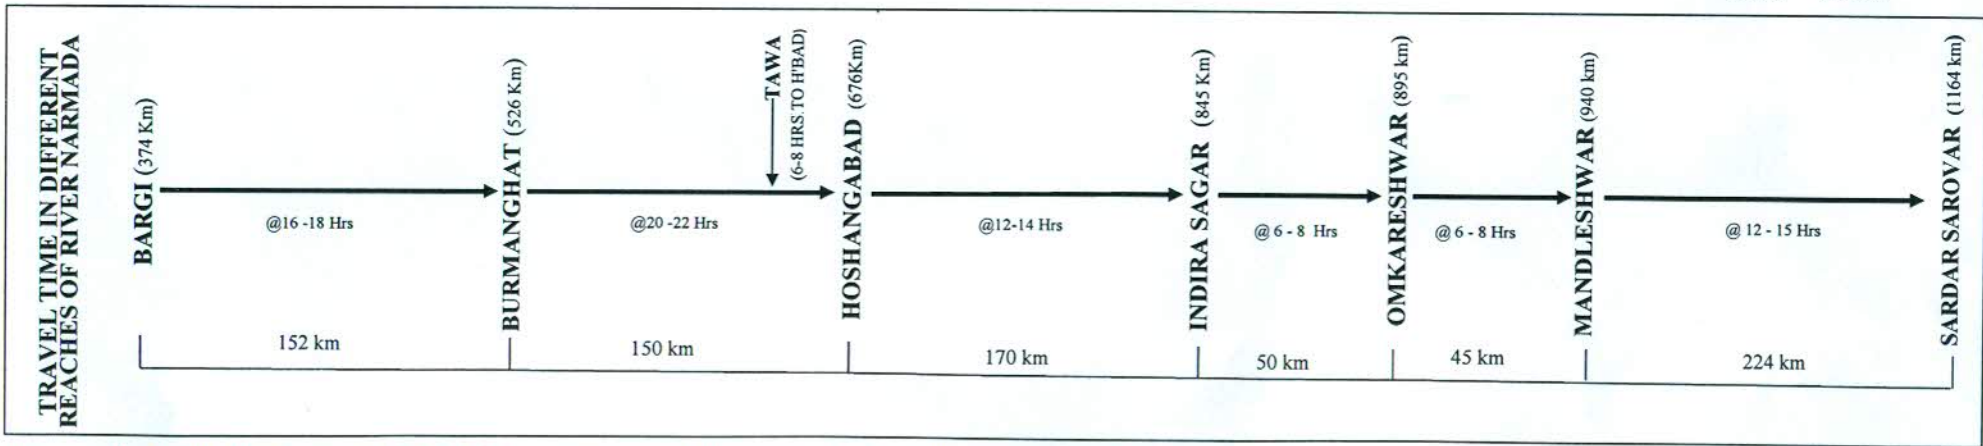 TRAVEL TIME IN DIFFERENT
REACHES OF RIVER NARMADA
BARGI (374 Km)
@16 -18 Hrs
152 km
BURMANGHAT (526 Km)
@20 -22 Hrs
150 km
TAWA
(6-8 HRS.TO H'BAD)
HOSHANGABAD (676Km)
@12-14 Hrs
170 km
INDIRA SAGAR (845 Km)
@ 6 - 8 Hrs
50 km
OMKARESHWAR (895 km)
@ 6 - 8 Hrs
45 km
MANDLESHWAR (940 km)
@ 12 - 15 Hrs
224 km
SARDAR SAROVAR (1164 km)